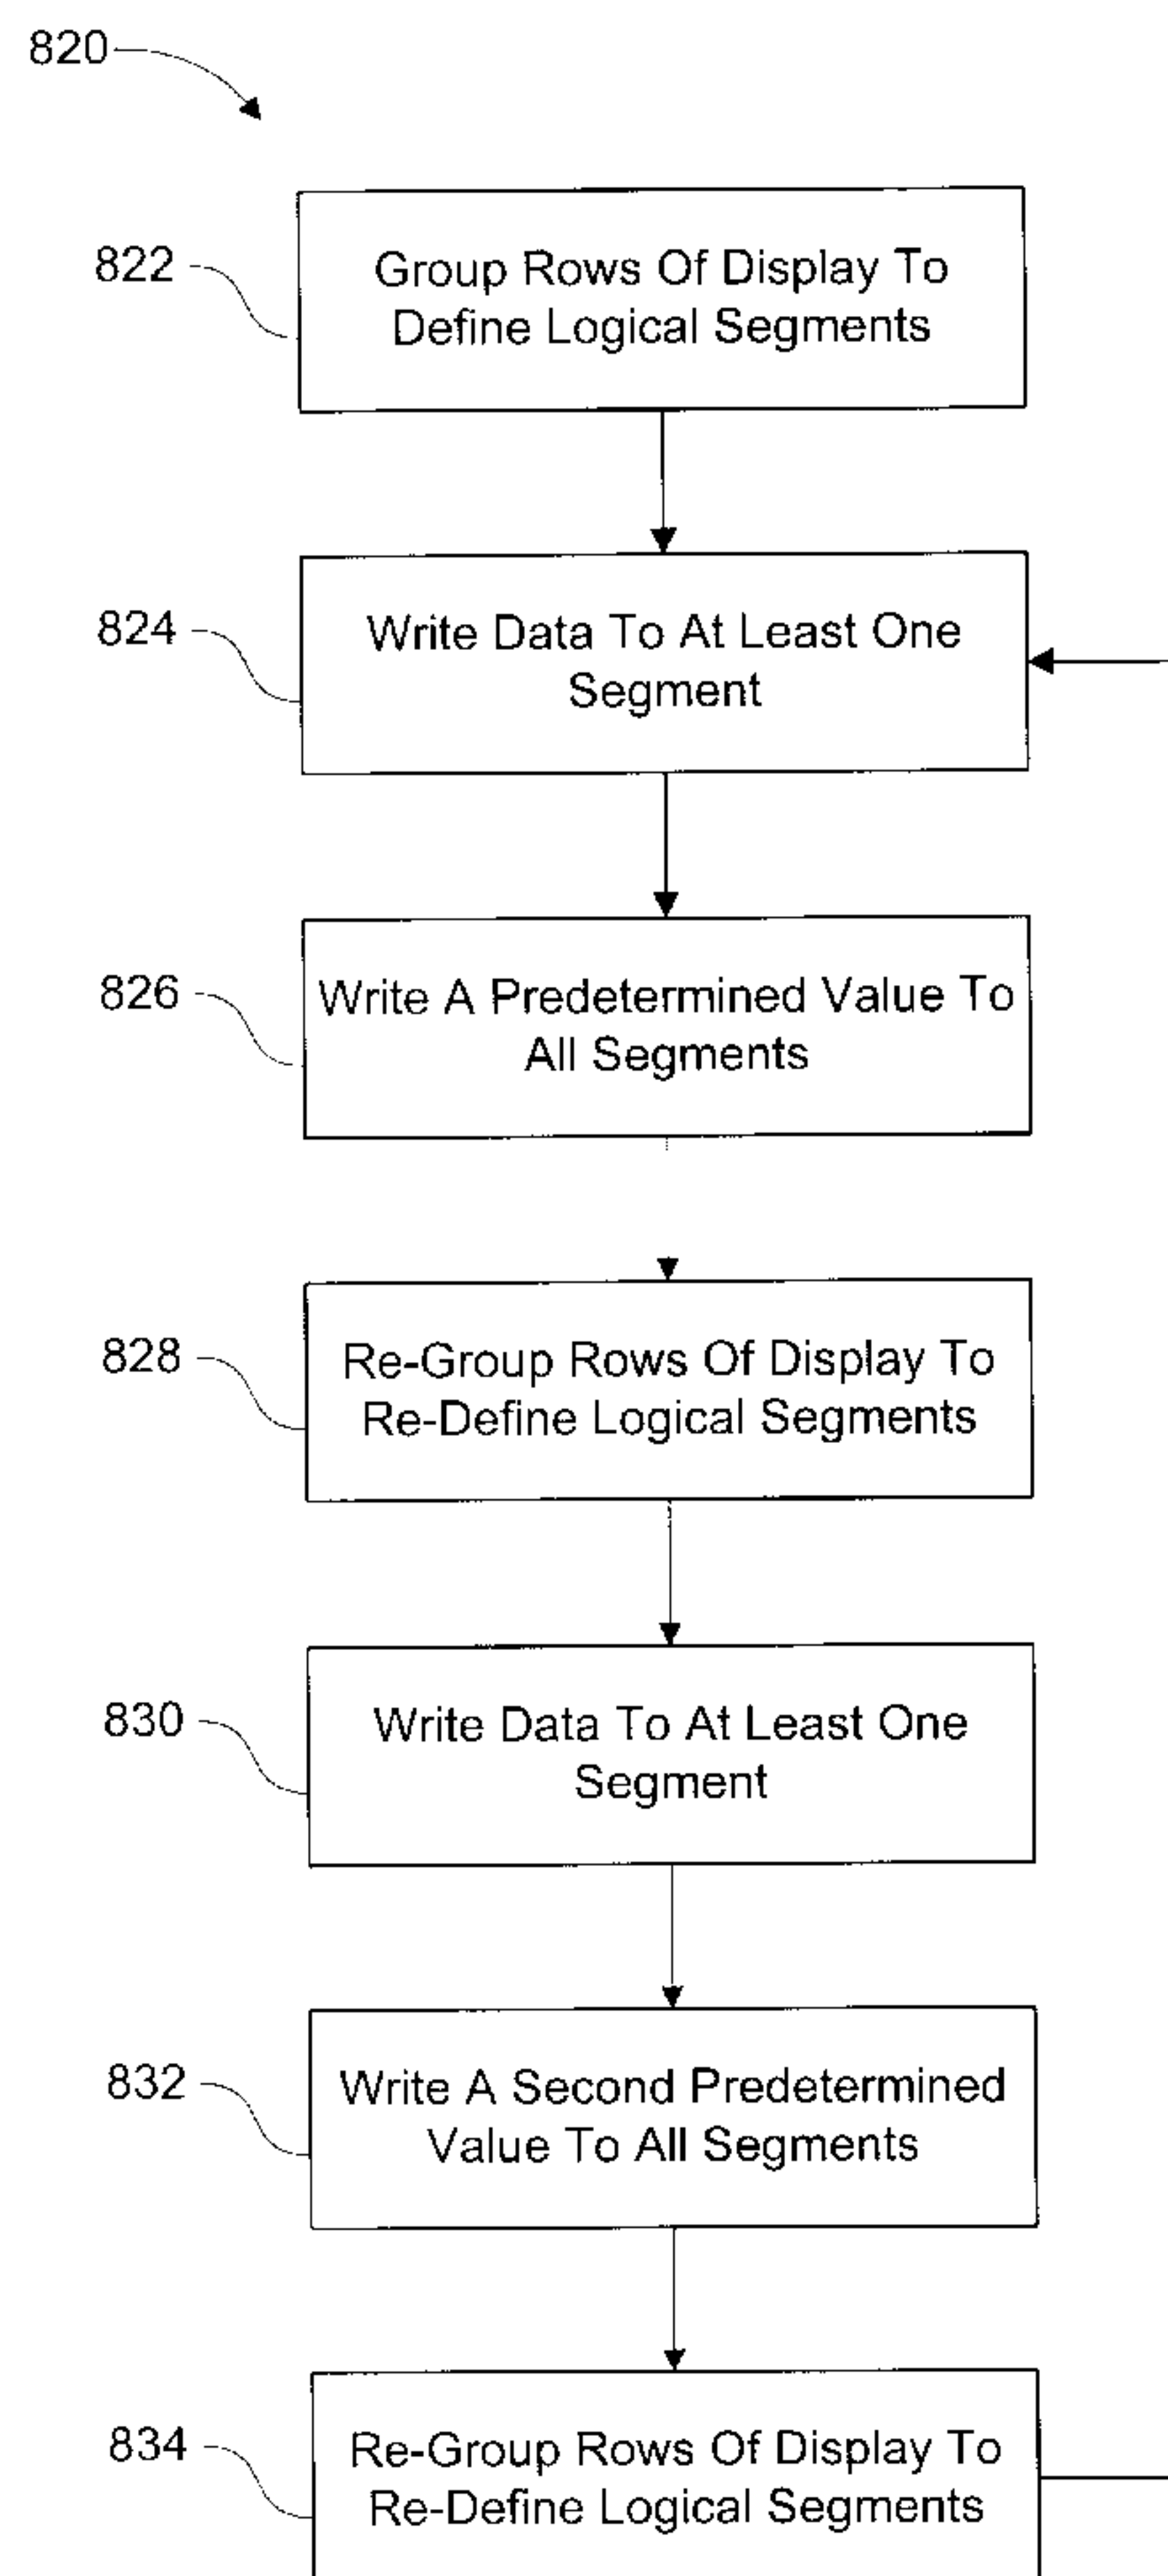 820
822
Group Rows Of Display To
Define Logical Segments
824
Write Data To At Least One
Segment
826
Write A Predetermined Value To
All Segments
828
Re-Group Rows Of Display To
Re-Define Logical Segments
830
Write Data To At Least One
Segment
832
Write A Second Predetermined
Value To All Segments
834
Re-Group Rows Of Display To
Re-Define Logical Segments